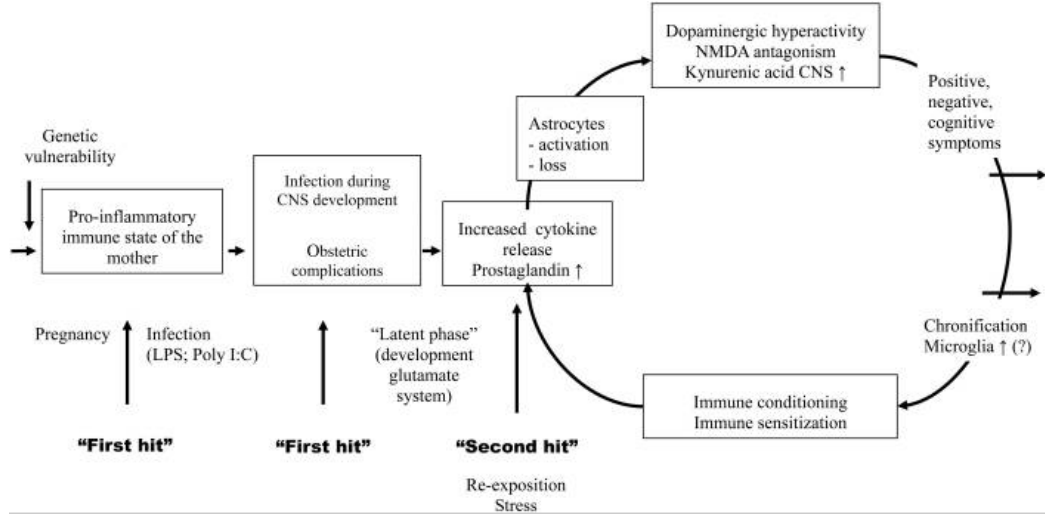 Genetic
vulnerability
Pro-inflammatory
immune state of the
mother
Pregnancy
Infection
(LPS; Poly I:C)
"First hit"
Infection during
CNS development
Obstetric
complications
"First hit"
"Latent phase"
(development
glutamate
system)
Increased cytokine
release
Prostaglandin ↑
"Second hit"
Re-exposition
Stress
Astrocytes
- activation
- loss
Dopaminergic hyperactivity
NMDA antagonism
Kynurenic acid CNS ↑
Positive,
negative,
cognitive
symptoms
Chronification
Microglia ↑ (?)
Immune conditioning
Immune sensitization